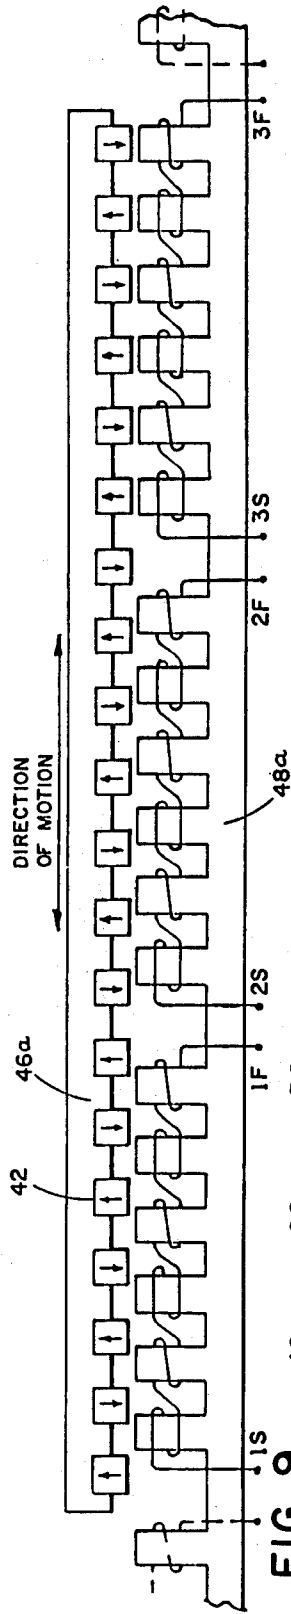 DIRECTION
OF MOTION
46a
42
48a
1S
1F
2S
2F
3S
3F
FIG. 9